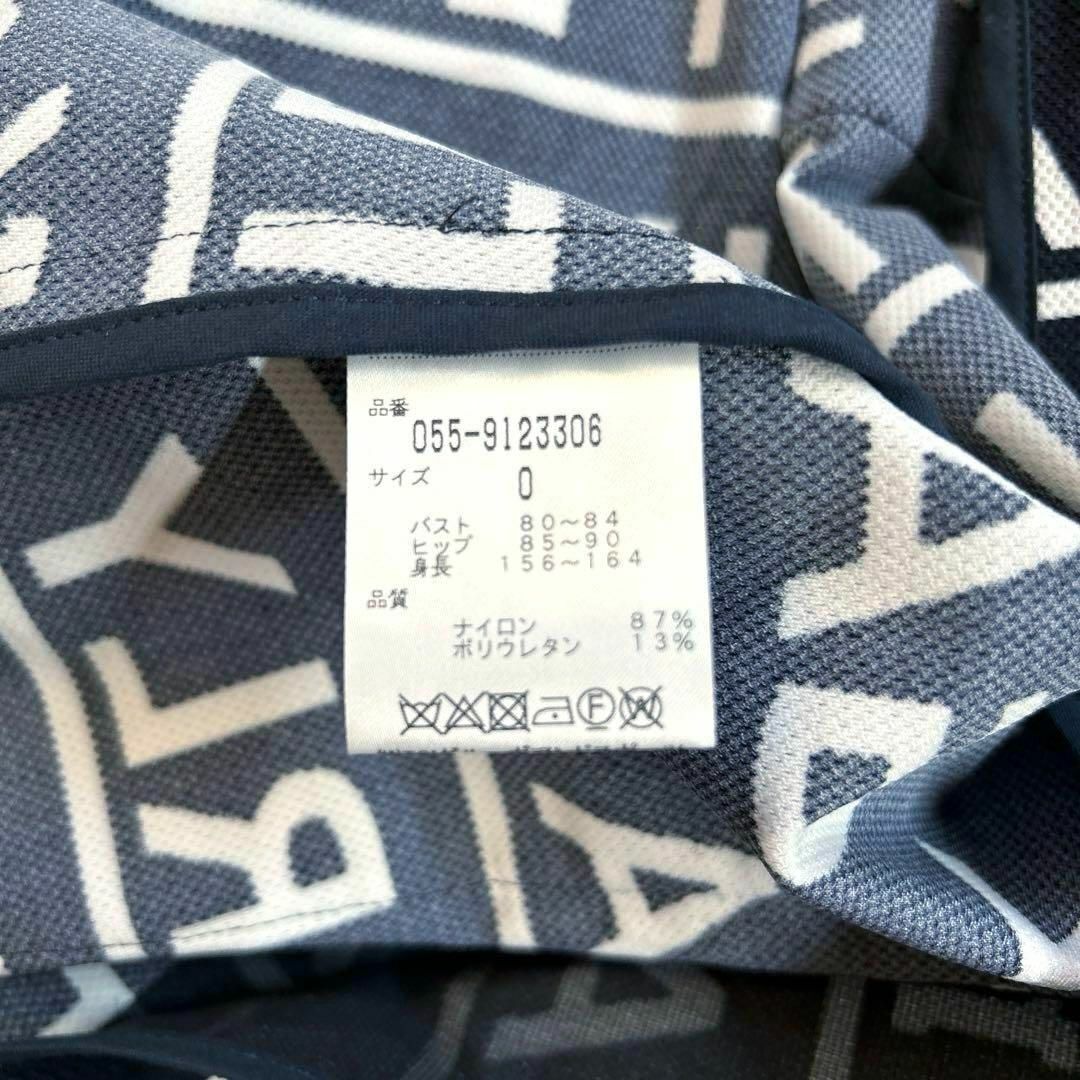 品番
055-9123306
サイズ 0
バスト 80～84
ヒップ 85～90
身長 156～164
品質
ナイロン 87%
ポリウレタン 13%
F W